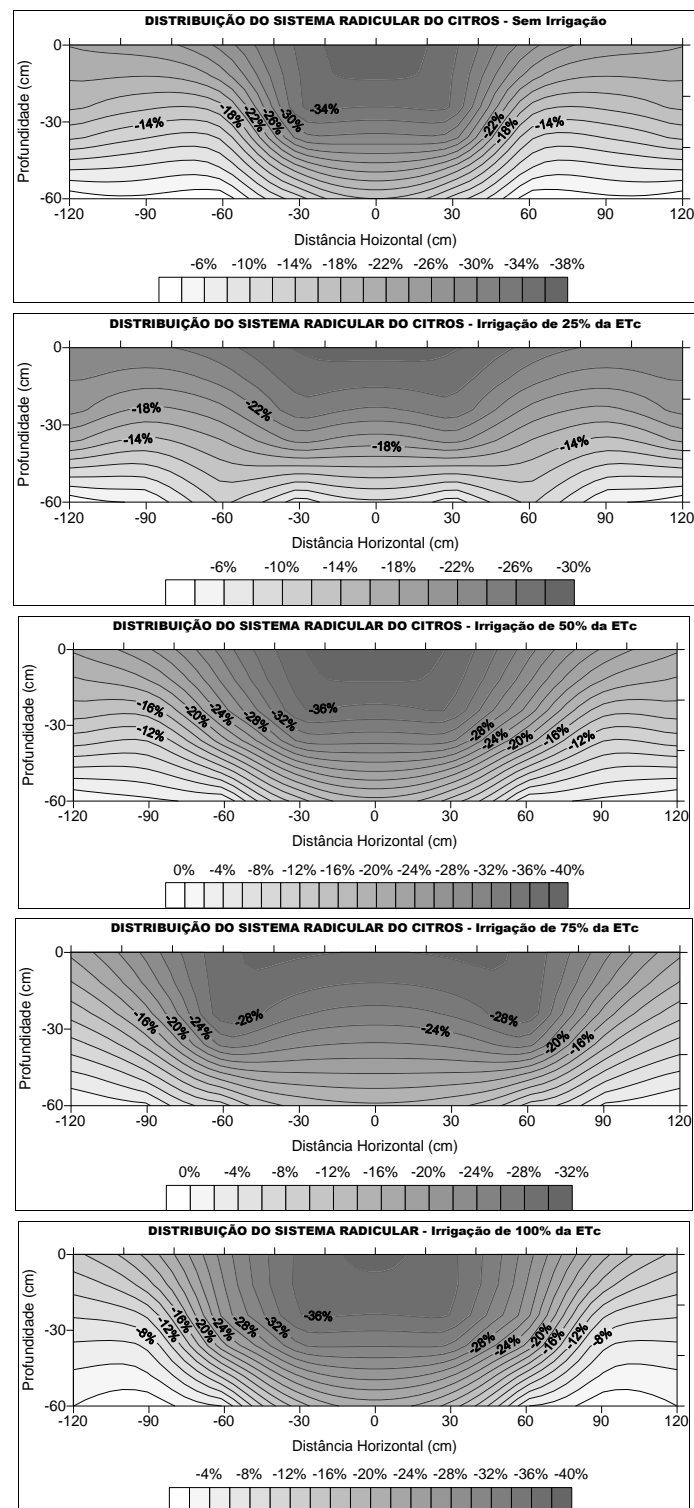 DISTRIBUIÇÃO DO SISTEMA RADICULAR DO CITROS - Sem Irrigação
Profundidade (cm)
0
-30
-60
-34%
-30%
-26%
-22%
-18%
-14%
-22%
-18%
-14%
-120 -90 -60 -30 0 30 60 90 120
Distância Hoizontal (cm)
-6% -10% -14% -18% -22% -26% -30% -34% -38%
DISTRIBUIÇÃO DO SISTEMA RADICULAR DO CITROS - Irrigação de 25% da ETc
Profundidade (cm)
0
-30
-60
-18%
-22%
-14%
-18%
-14%
-120 -90 -60 -30 0 30 60 90 120
Distância Horizontal (cm)
-6% -10% -14% -18% -22% -26% -30%
DISTRIBUIÇÃO DO SISTEMA RADICULAR DO CITROS - Irrigação de 50% da ETc
Profundidade (cm)
0
-30
-60
-16%
-12%
-20%
-24%
-28%
-32%
-36%
-28%
-24%
-20%
-16%
-12%
-120 -90 -60 -30 0 30 60 90 120
Distância Horizontal (cm)
0% -4% -8% -12% -16% -20% -24% -28% -32% -36% -40%
DISTRIBUIÇÃO DO SISTEMA RADICULAR DO CITROS - Irrigação de 75% da ETc
Profundidade (cm)
0
-30
-60
-16%
-20%
-24%
-28%
-24%
-28%
-20%
-16%
-120 -90 -60 -30 0 30 60 90 120
Distância Horizontal (cm)
0% -4% -8% -12% -16% -20% -24% -28% -32%
DISTRIBUIÇÃO DO SISTEMA RADICULAR - Irrigação de 100% da ETc
Profundidade (cm)
0
-30
-60
-8%
-12%
-16%
-20%
-24%
-28%
-32%
-36%
-28%
-24%
-20%
-16%
-12%
-8%
-120 -90 -60 -30 0 30 60 90 120
Distância Horizontal (cm)
-4% -8% -12% -16% -20% -24% -28% -32% -36% -40%